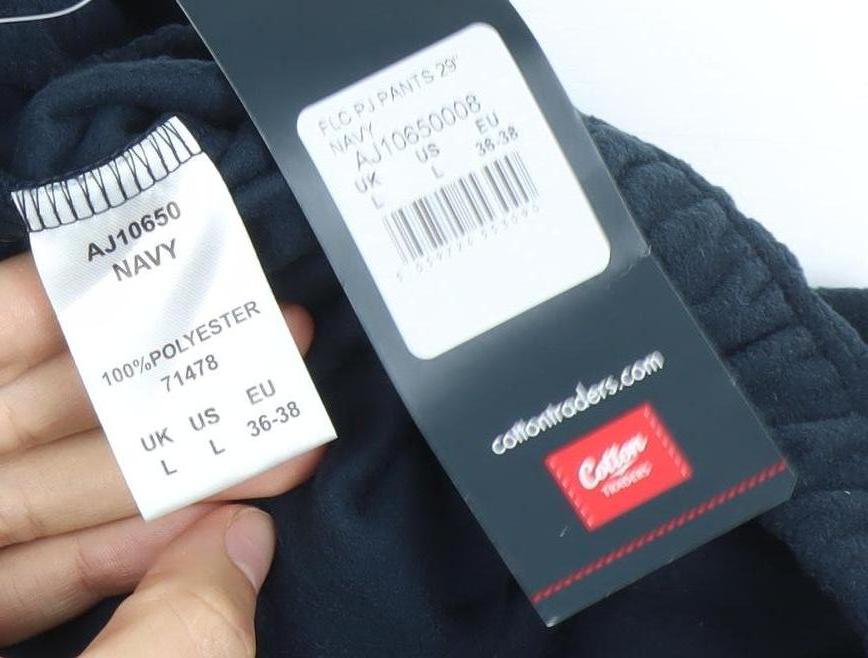 AJ10650
NAVY
100%POLYESTER
71478
UK US EU
L L 36-38
FLC PJ PANTS 29"
NAVY
AJ10650008
UK US EU
L L 36-38
cottontraders.com
Cotton
TRADERS